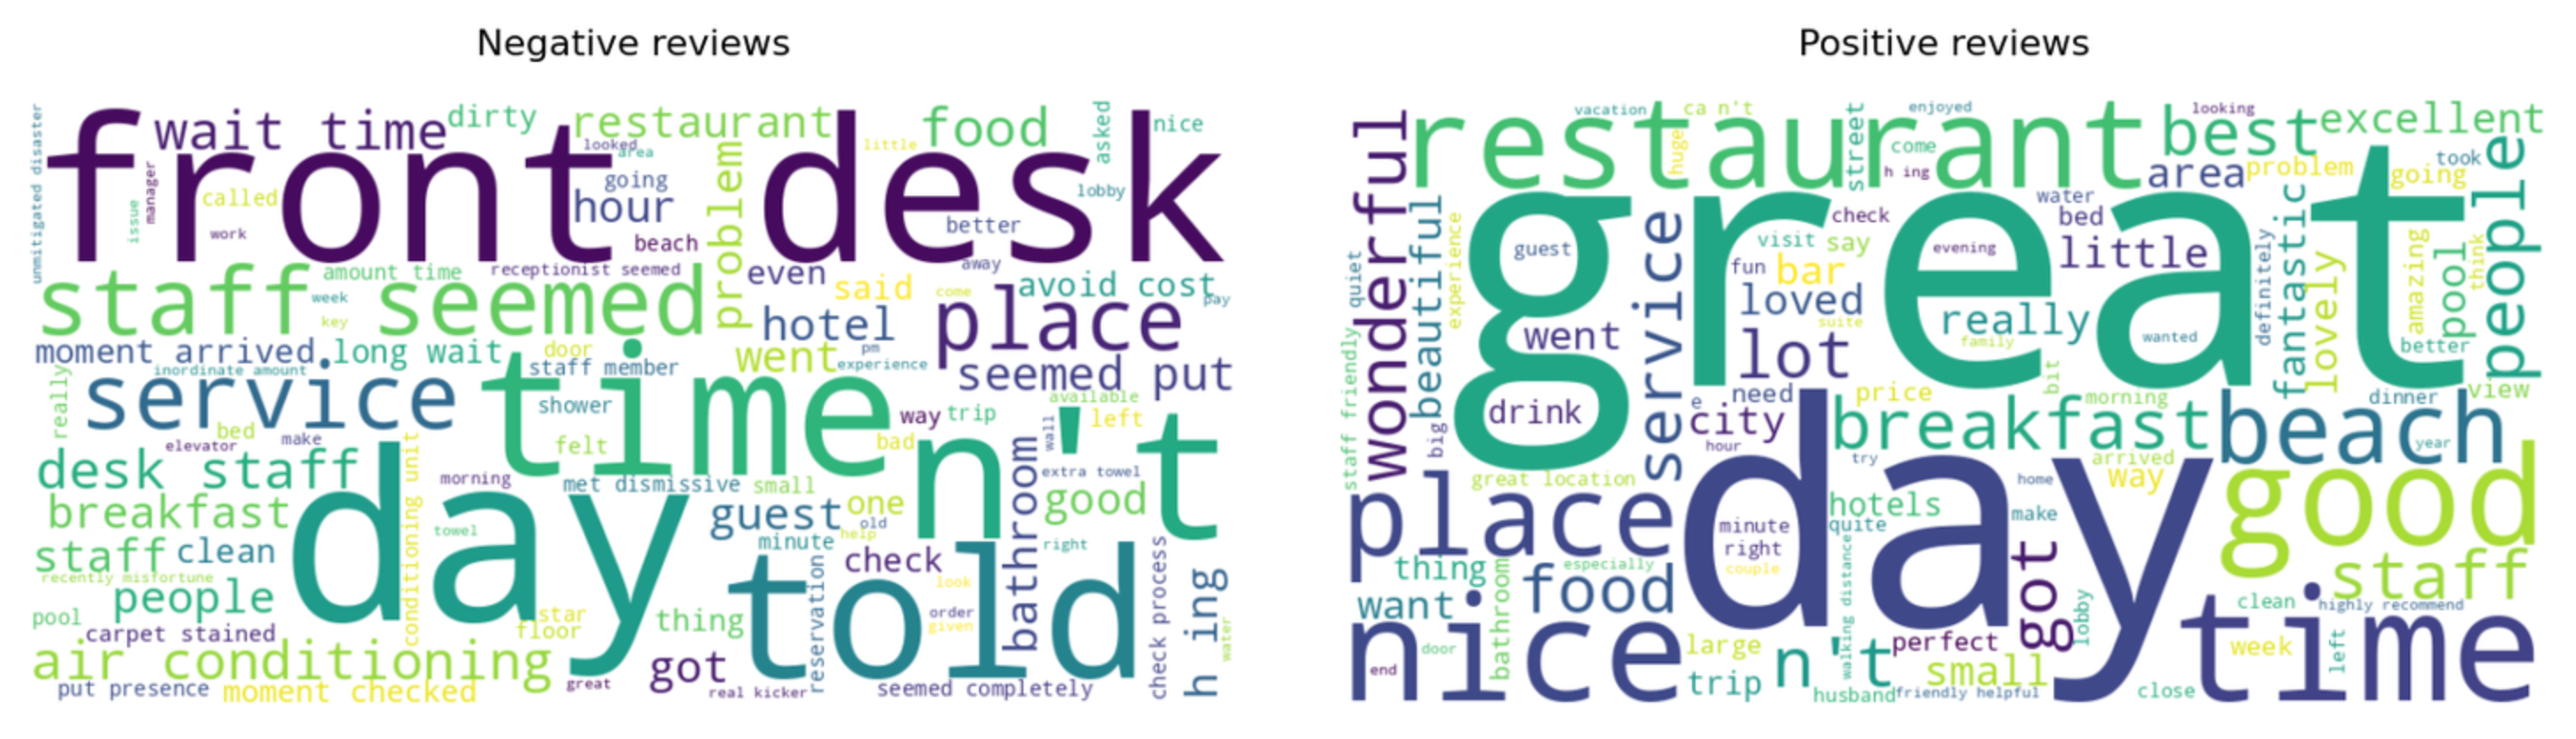 Negative reviews
unmitigated disaster
front desk
wait time
dirty
restaurant
food
asked
nice
looked
area
little
manager
issue
called
work
going
hour
beach
problem
better
lobby
away
staff seemed
amount time
receptionist seemed
week
key
even
said
come
avoid cost
pay
hotel
place
moment arrived
long wait
door
staff member
went
pm
experience
seemed put
inordinate amount
really
service
time
shower
way
trip
available
left
bed
elevator
make
felt
bad
n't
wall
desk staff
conditioning unit
morning
met dismissive
small
bathroom
extra towel
good
breakfast
day
towel
guest
one
old
help
minute
right
staff
clean
check
check process
recently misfortune
people
told
look
order
given
reservation
h ing
water
pool
carpet stained
star
floor
thing
air conditioning
got
put presence
moment checked
great
real kicker
seemed completely
Positive reviews
wonderful
restaurant
vacation
ca n't
huge
street
enjoyed
come
h ing
looking
best
excellent
area
problem
took
going
people
quiet
beautiful
experience
great
guest
service
check
visit
say
fun
bar
loved
evening
water
bed
little
definitely
fantastic
lovely
amazing
pool
think
went
lot
suite
really
family
wanted
better
staff friendly
big
drink
city
e
need
hour
price
bit
morning
breakfast
beach
dinner
view
year
great location
try
arrived
way
home
place
day
minute
right
couple
hotels
quite
make
good
thing
bathroom
food
especially
walking distance
got
lobby
staff
want
nice
clean
highly recommend
time
door
end
large
n't
perfect
small
week
left
trip
husband
friendly helpful
close